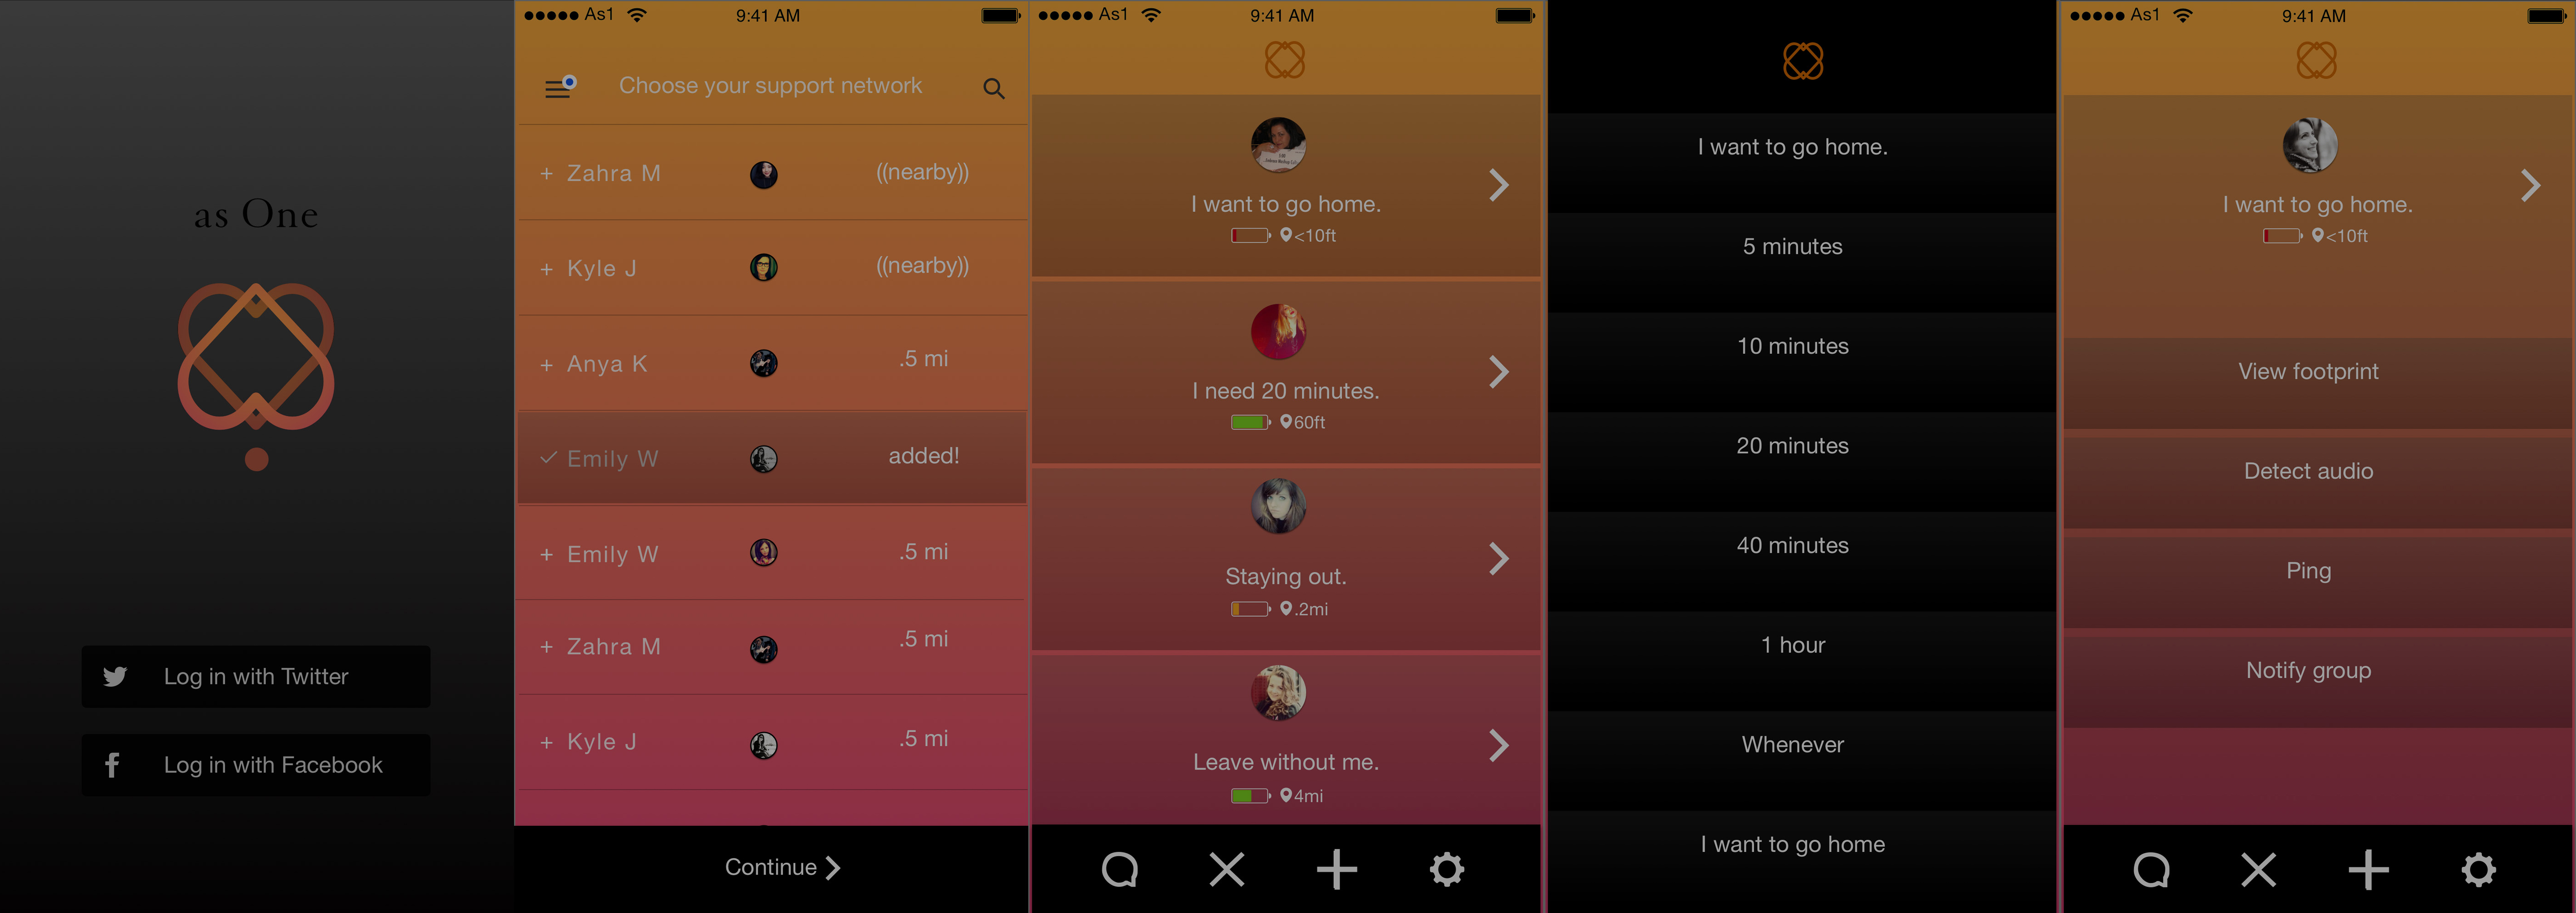 as One
Log in with Twitter
Log in with Facebook
As1 9:41 AM
Choose your support network
+ Zahra M ((nearby))
+ Kyle J ((nearby))
+ Anya K .5 mi
Emily W added!
+ Emily W .5 mi
+ Zahra M .5 mi
+ Kyle J .5 mi
Continue
As1 9:41 AM
I want to go home.
<10ft
I need 20 minutes.
60ft
Staying out.
.2mi
Leave without me.
4mi
I want to go home.
5 minutes
10 minutes
20 minutes
40 minutes
1 hour
Whenever
I want to go home
As1 9:41 AM
I want to go home.
<10ft
View footprint
Detect audio
Ping
Notify group